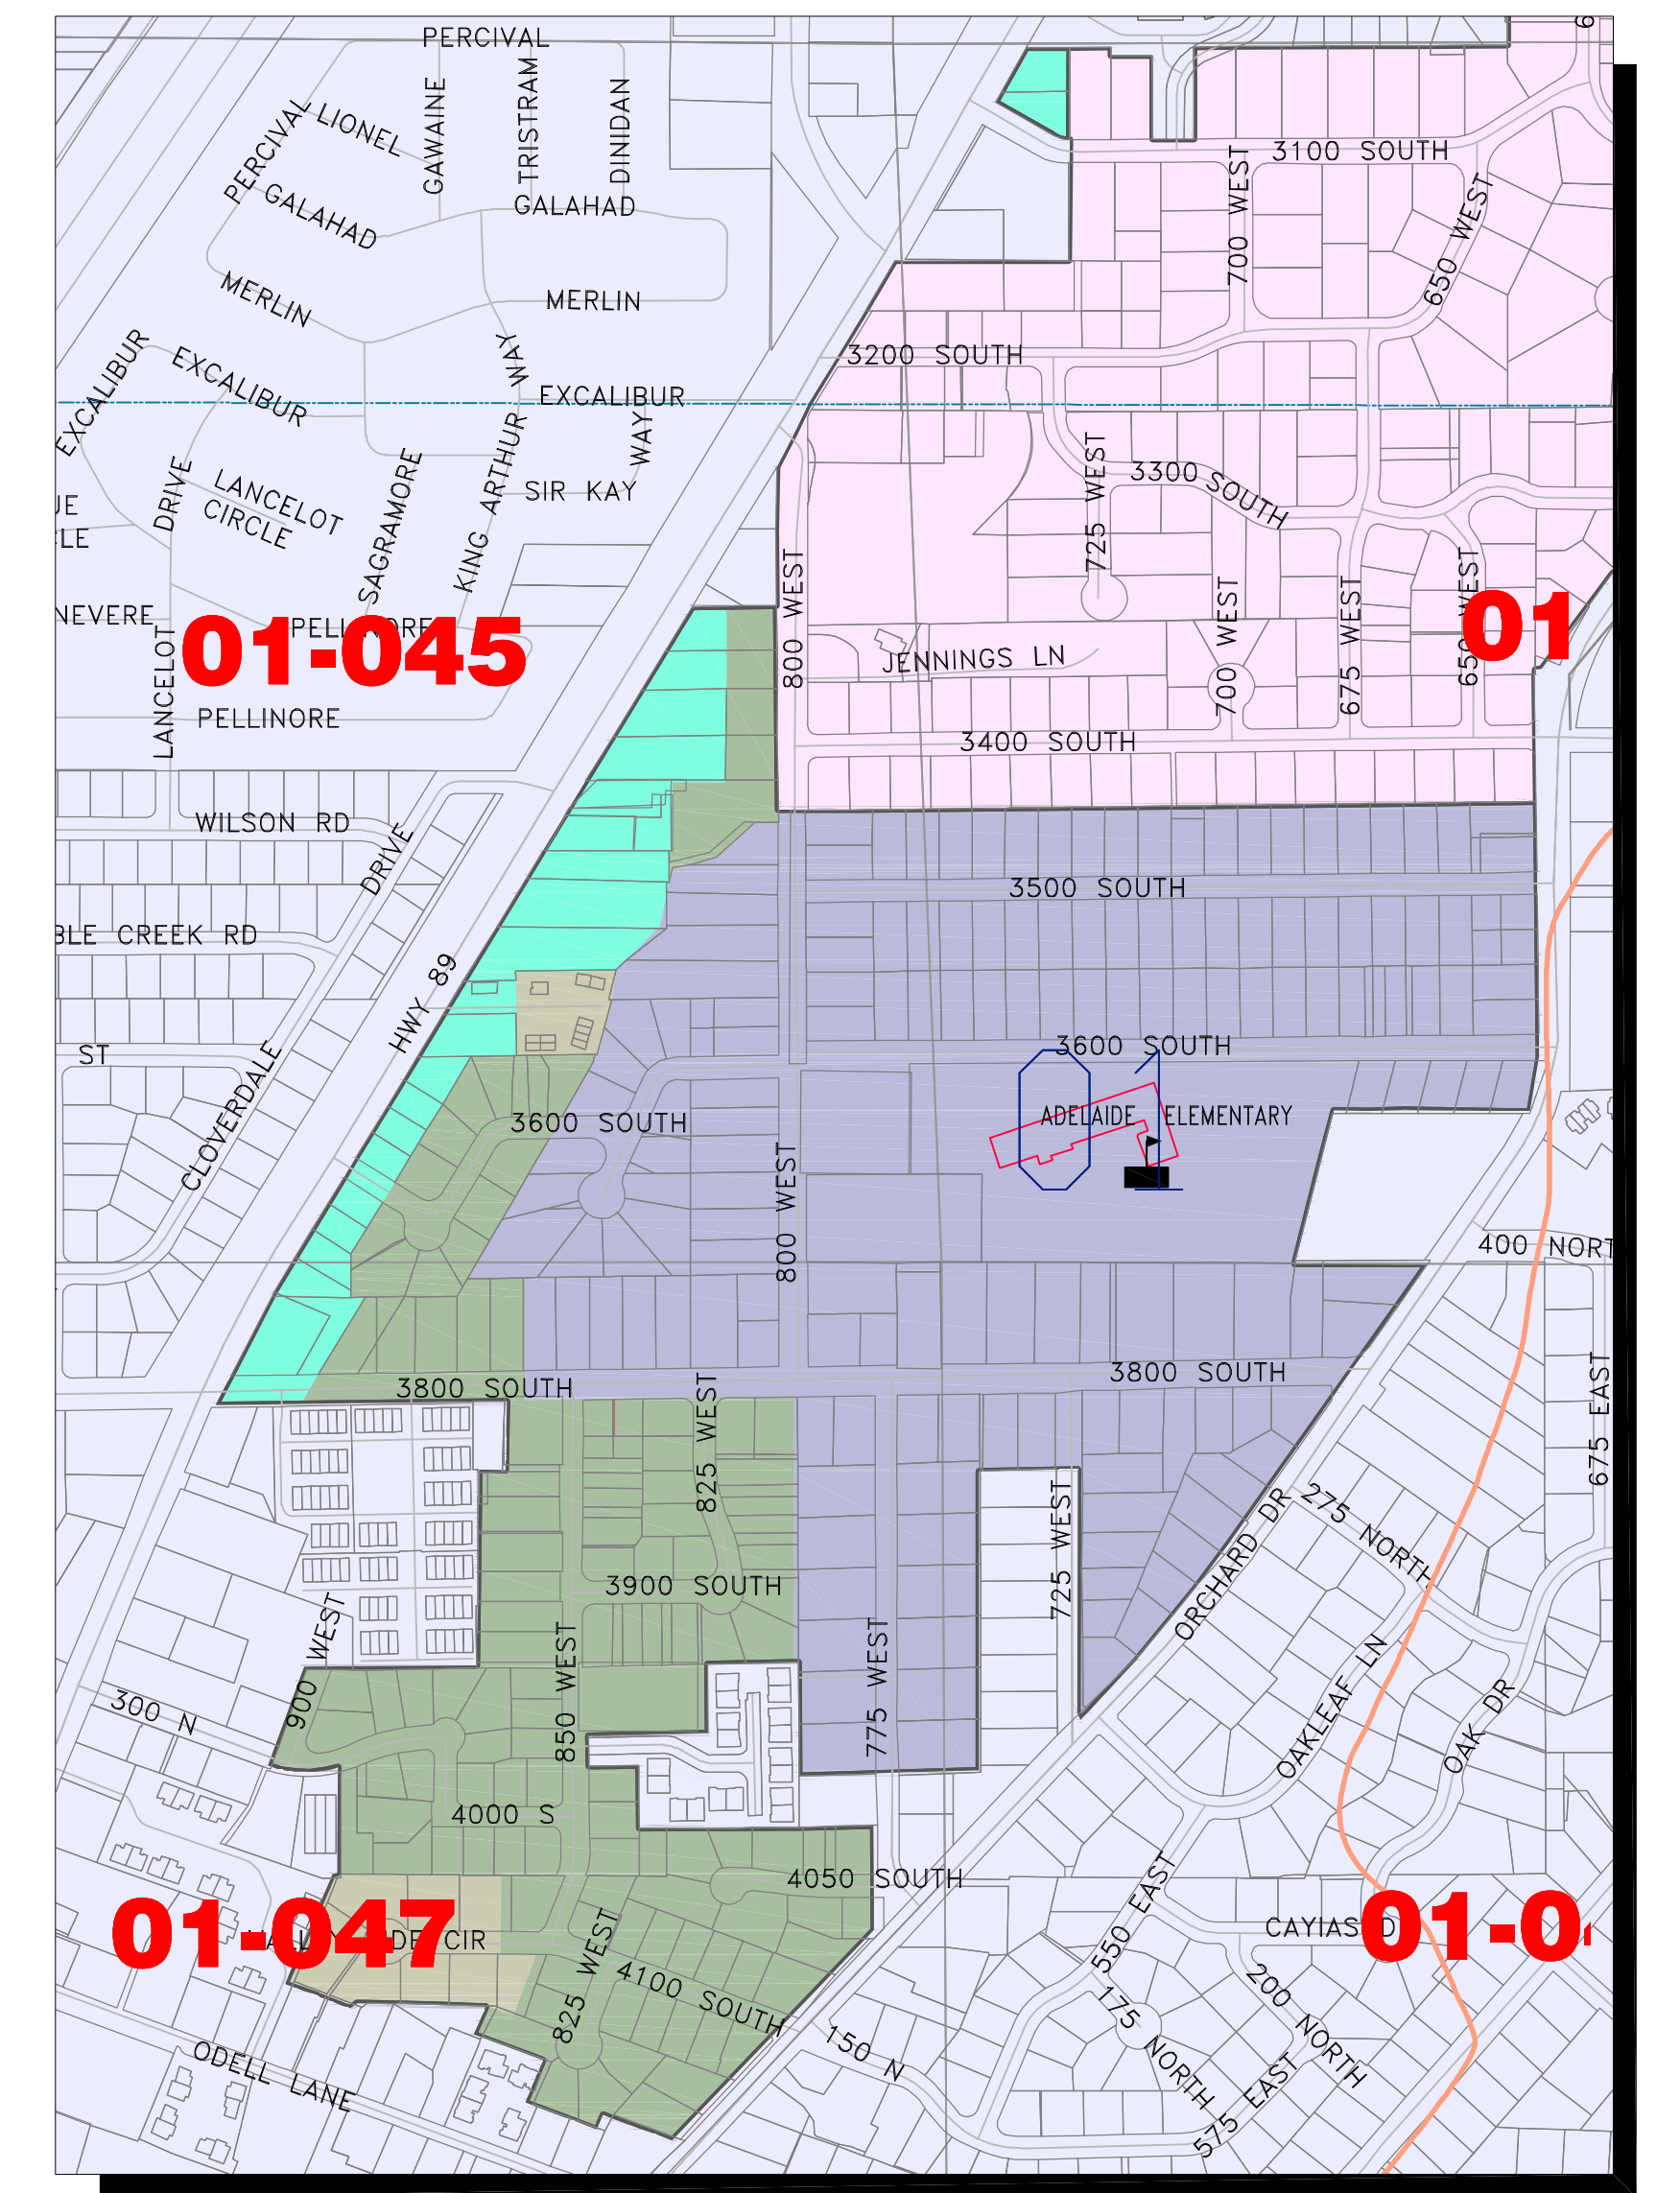 PERCIVAL
6
LIONEL
GAWAINE
TRISTRAM
DINIDAN
PERCIVAL
3100 SOUTH
700 WEST
650 WEST
GALAHAD
GALAHAD
MERLIN
MERLIN
EXCALIBUR
EXCALIBUR
WAY
3200 SOUTH
EXCALIBUR
WAY
725 WEST
3300 SOUTH
DRIVE
LANCELOT
CIRCLE
SAGRAMORE
KING ARTHUR
SIR KAY
UE
CLE
800 WEST
700 WEST
675 WEST
650 WEST
NEVERE
PELLINORE
01-045
01
JENNINGS LN
LANCELOT
PELLINORE
3400 SOUTH
WILSON RD
DRIVE
3500 SOUTH
BLE CREEK RD
HWY 89
ST
3600 SOUTH
CLOVERDALE
3600 SOUTH
ADELAIDE ELEMENTARY
800 WEST
400 NORT
3800 SOUTH
3800 SOUTH
675 EAST
825 WEST
725 WEST
275 NORTH
ORCHARD DR
3900 SOUTH
900 WEST
850 WEST
775 WEST
OAKLEAF LN
OAK DR
300 N
4000 S
4050 SOUTH
550 EAST
01-047
DE CIR
CAYIAS
D
01-0
825 WEST
4100 SOUTH
200 NORTH
175 NORTH
150 N
ODELL LANE
575 EAST